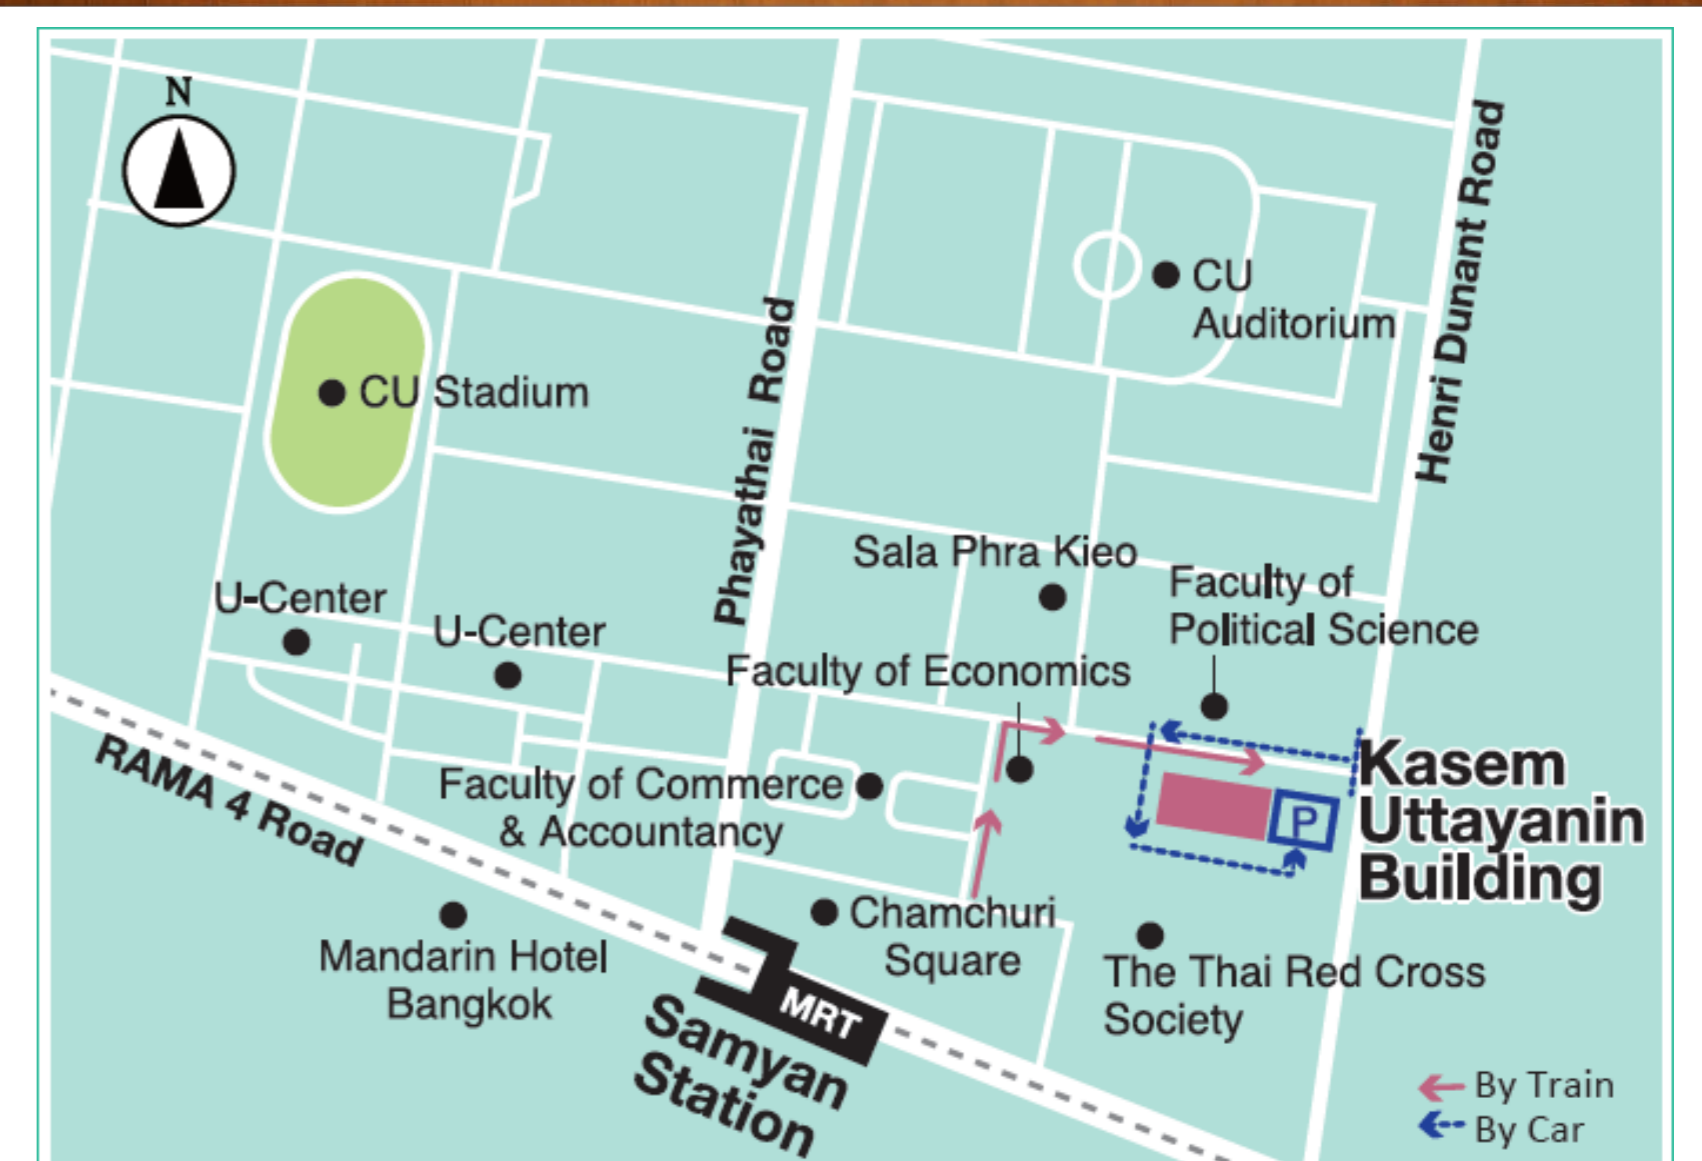 N
Henri Dunant Road
CU
Auditorium
Phayathai Road
CU Stadium
Sala Phra Kieo
Faculty of
Political Science
U-Center
U-Center
Faculty of Economics
Kasem
Uttayanin
Building
P
RAMA 4 Road
Faculty of Commerce
& Accountancy
Chamchuri
Square
Mandarin Hotel
Bangkok
The Thai Red Cross
Society
MRT
Samyan
Station
By Train
By Car